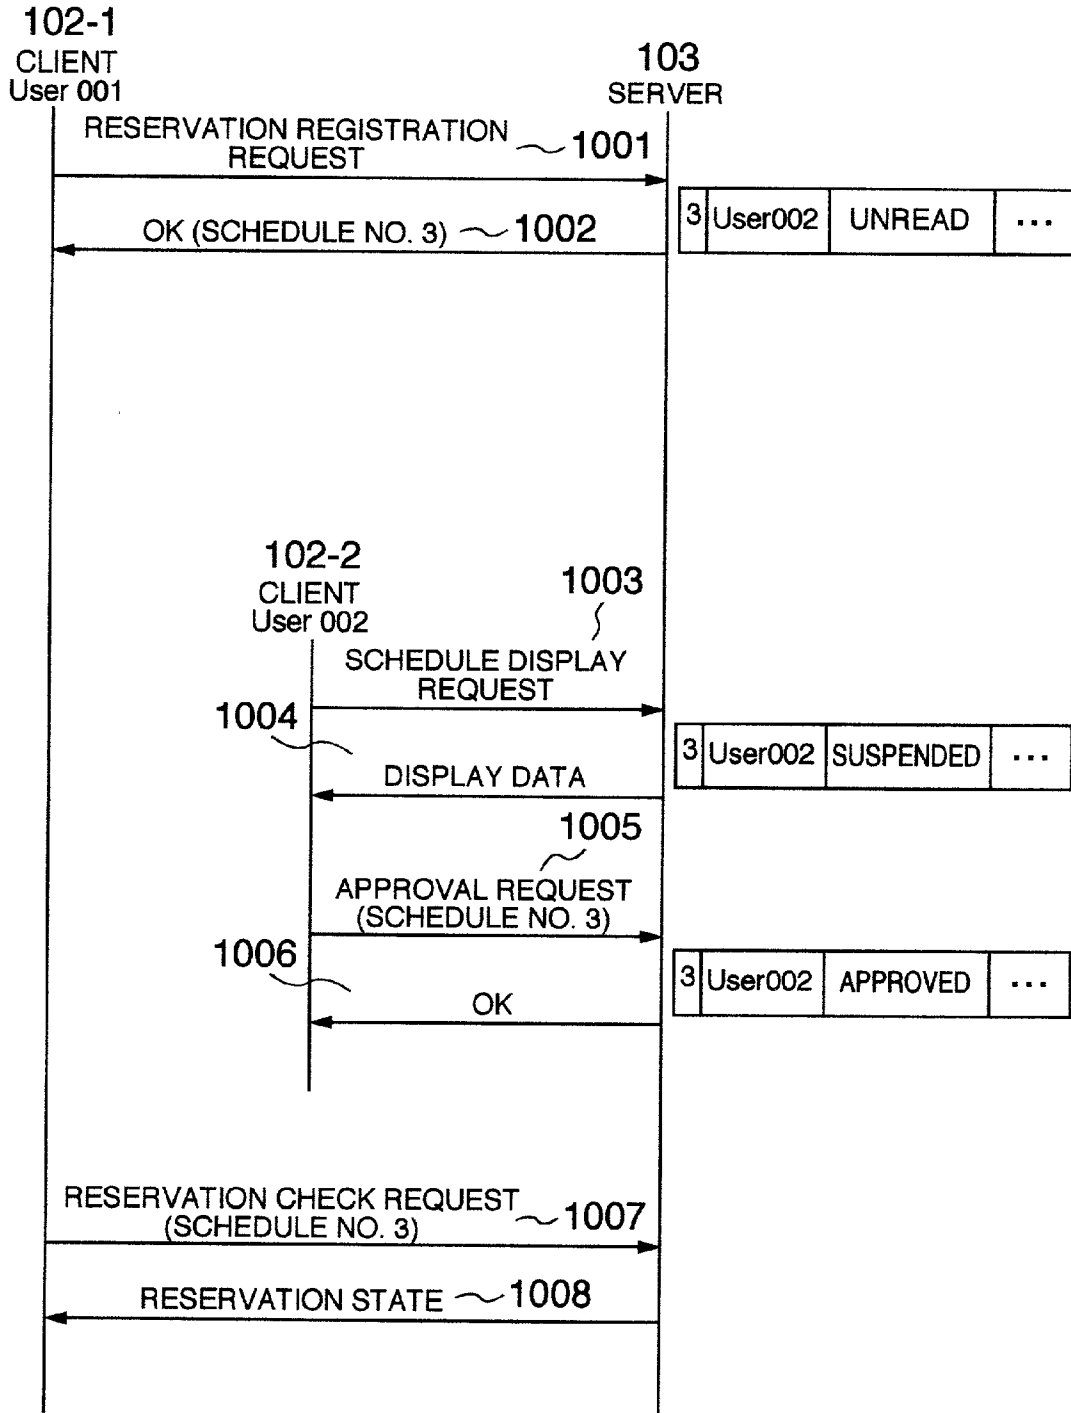 102-1
CLIENT
User 001
103
SERVER
RESERVATION REGISTRATION
REQUEST
1001
3 User002 UNREAD ...
OK (SCHEDULE NO. 3)
1002
102-2
CLIENT
User 002
1003
SCHEDULE DISPLAY
REQUEST
1004
3 User002 SUSPENDED ...
DISPLAY DATA
1005
APPROVAL REQUEST
(SCHEDULE NO. 3)
1006
3 User002 APPROVED ...
OK
RESERVATION CHECK REQUEST
(SCHEDULE NO. 3)
1007
RESERVATION STATE
1008